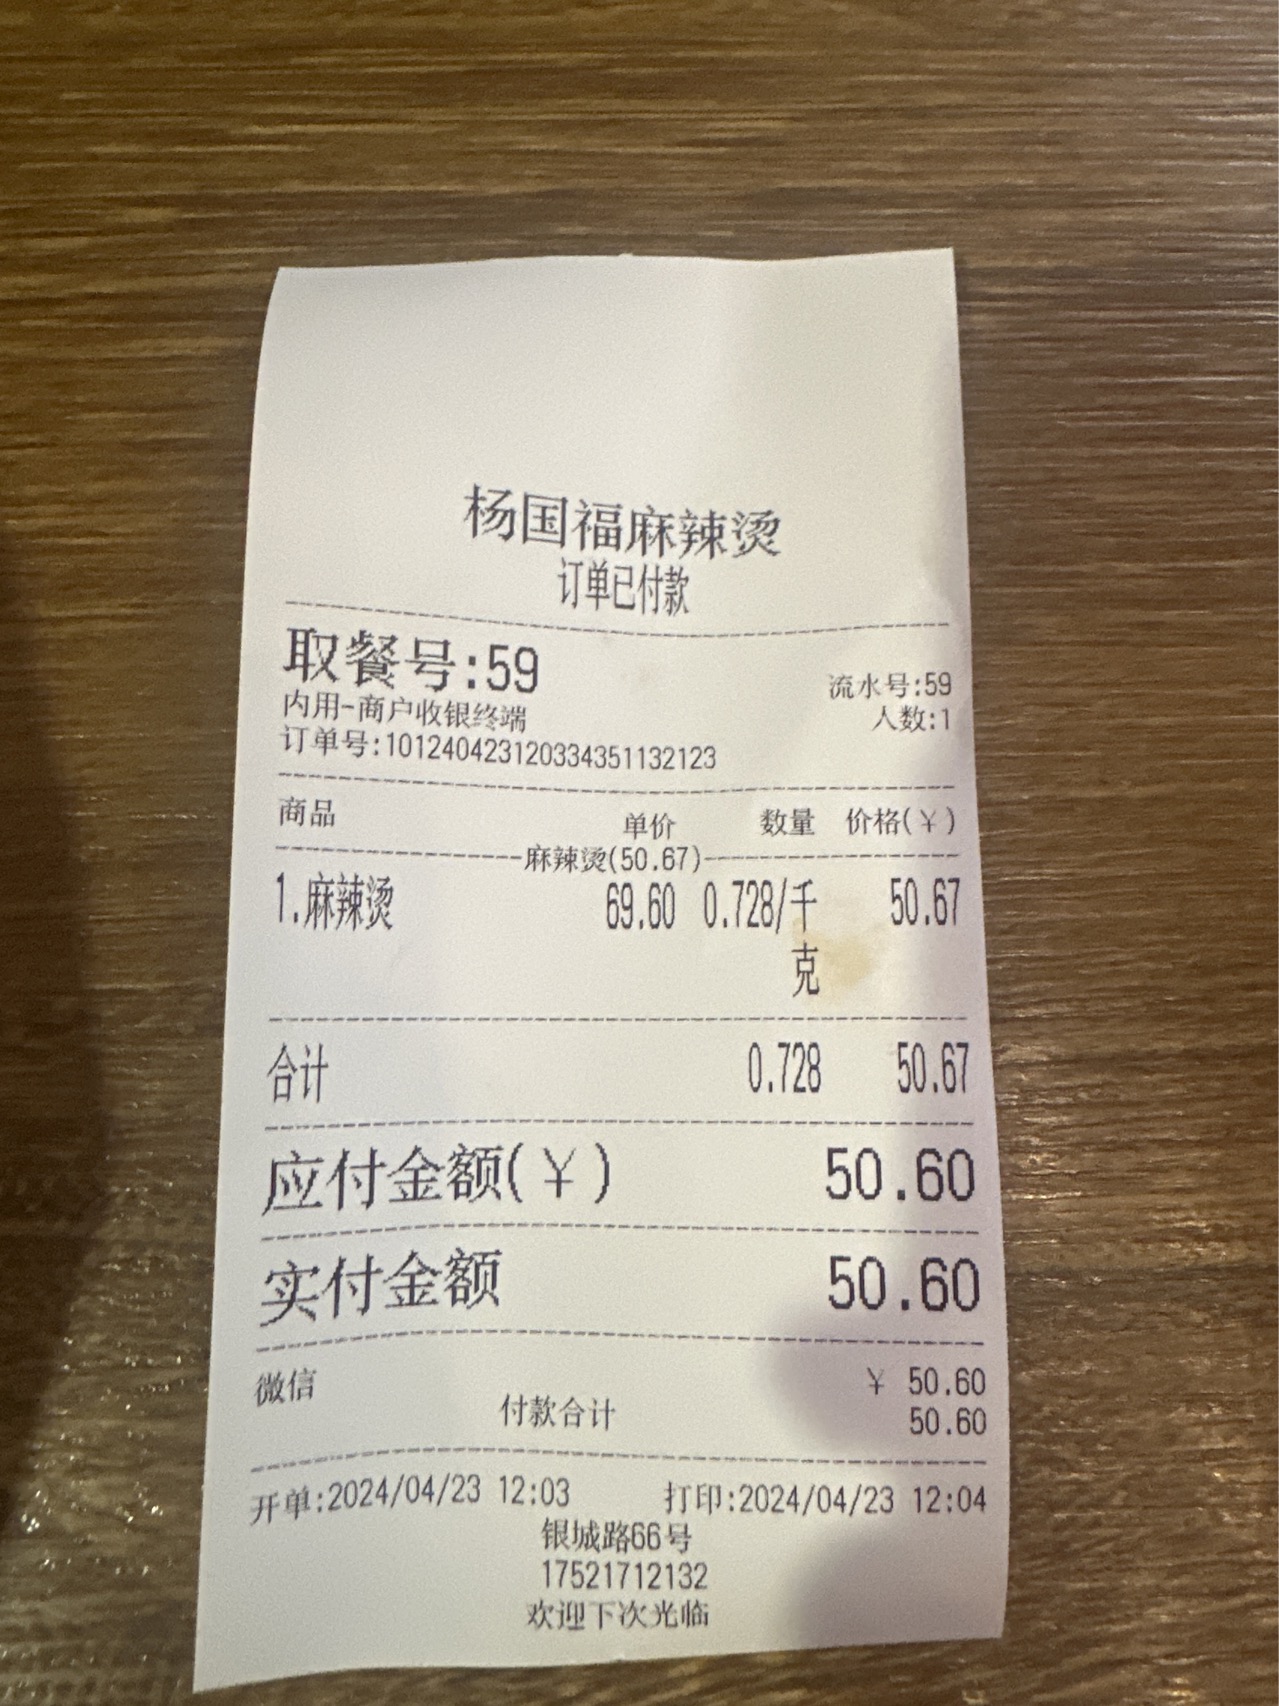 杨国福麻辣烫
订单已付款
取餐号:59
流水号:59
内用-商户收银终端
人数:1
订单号:101240423120334351132123
商品 单价 数量 价格(￥)
麻辣烫(50.67)
1.麻辣烫 69.60 0.728/千克 50.67
合计 0.728 50.67
应付金额(￥) 50.60
实付金额 50.60
微信 ￥ 50.60
付款合计 50.60
开单:2024/04/23 12:03 打印:2024/04/23 12:04
银城路66号
17521712132
欢迎下次光临